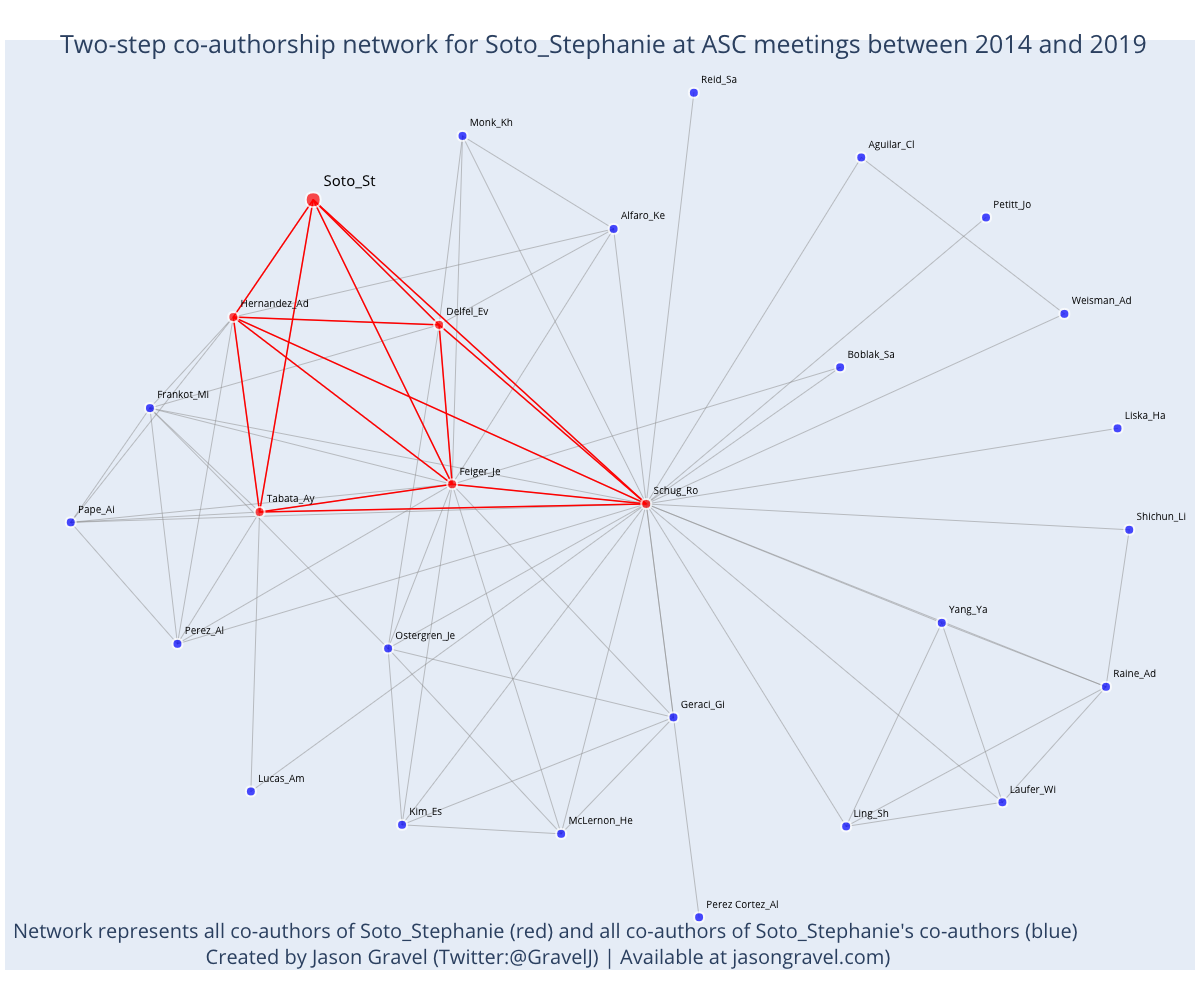 Two-step co-authorship network for Soto_Stephanie at ASC meetings between 2014 and 2019
Reid_Sa
Monk_Kh
Aguilar_Cl
Soto_St
Petitt_Jo
Alfaro_Ke
Weisman_Ad
Hernandez_Ad
Delfel_Ev
Boblak_Sa
Frankot_Mi
Liska_Ha
Feiger_Je
Schug_Ro
Tabata_Ay
Pape_Ai
Shichun_Li
Yang_Ya
Perez_Al
Ostergren_Je
Raine_Ad
Geraci_Gi
Lucas_Am
Laufer_Wi
Kim_Es
McLernon_He
Ling_Sh
Perez Cortez_Al
Network represents all co-authors of Soto_Stephanie (red) and all co-authors of Soto_Stephanie's co-authors (blue)
Created by Jason Gravel (Twitter:@GravelJ) | Available at jasongravel.com)